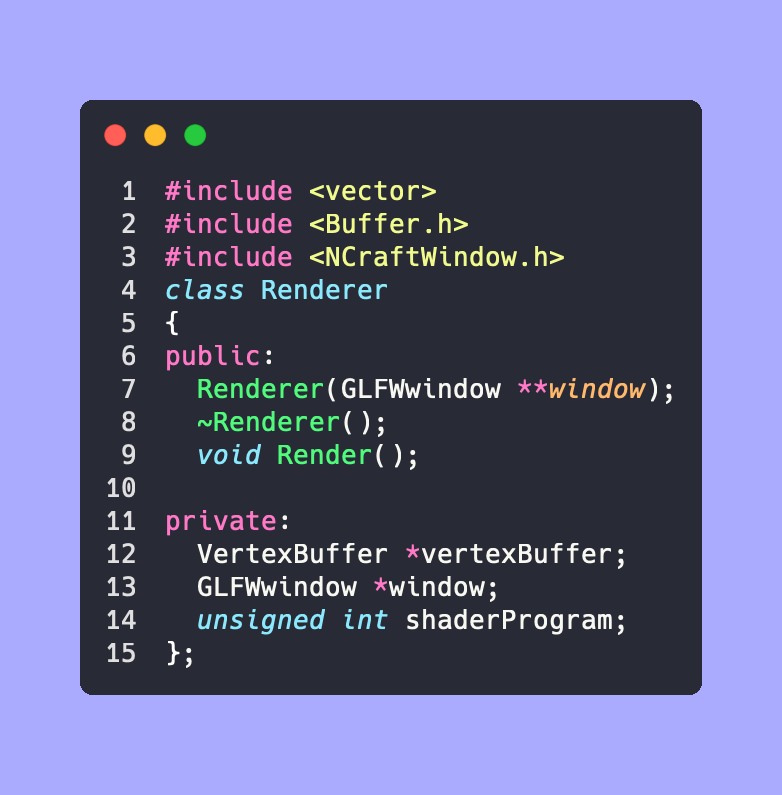 1 #include <vector>
2 #include <Buffer.h>
3 #include <NCraftWindow.h>
4 class Renderer
5 {
6 public:
7   Renderer(GLFWwindow **window);
8   ~Renderer();
9   void Render();
10
11 private:
12   VertexBuffer *vertexBuffer;
13   GLFWwindow *window;
14   unsigned int shaderProgram;
15 };